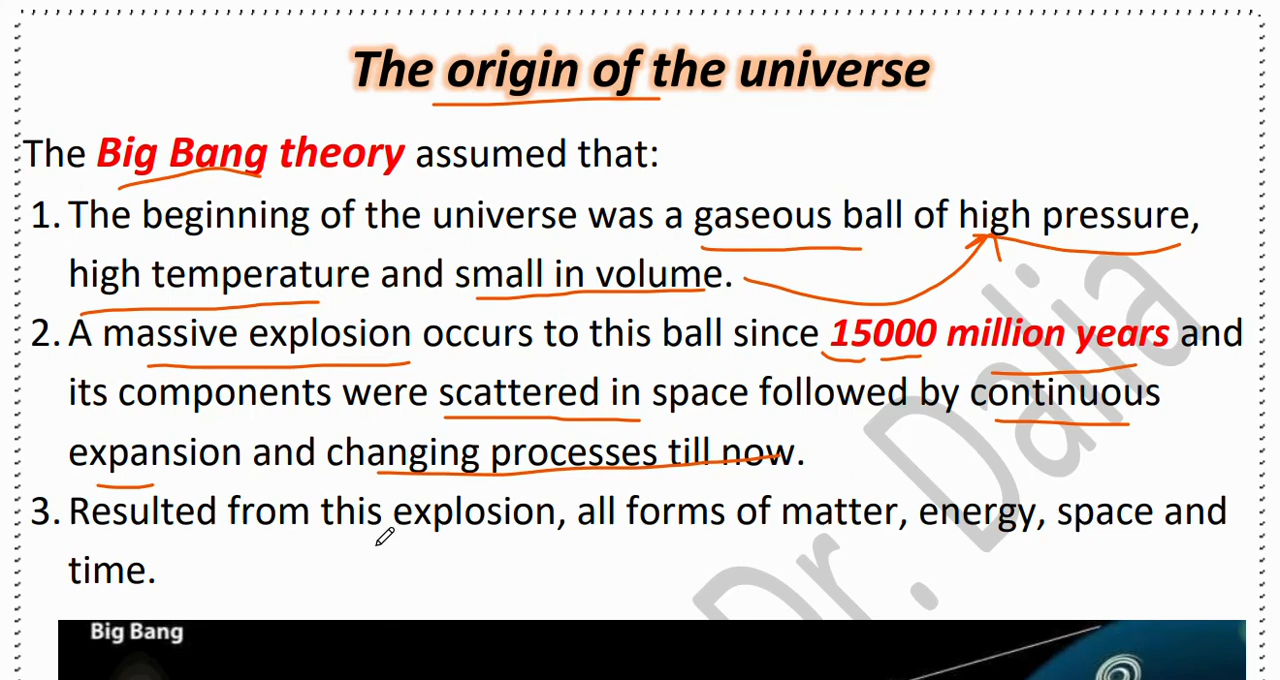 The origin of the universe
The Big Bang theory assumed that:
1. The beginning of the universe was a gaseous ball of high pressure,
high temperature and small in volume.
2. A massive explosion occurs to this ball since 15000 million years and
its components were scattered in space followed by continuous
expansion and changing processes till now.
3. Resulted from this explosion, all forms of matter, energy, space and
time.
Dr. Dalia
Big Bang